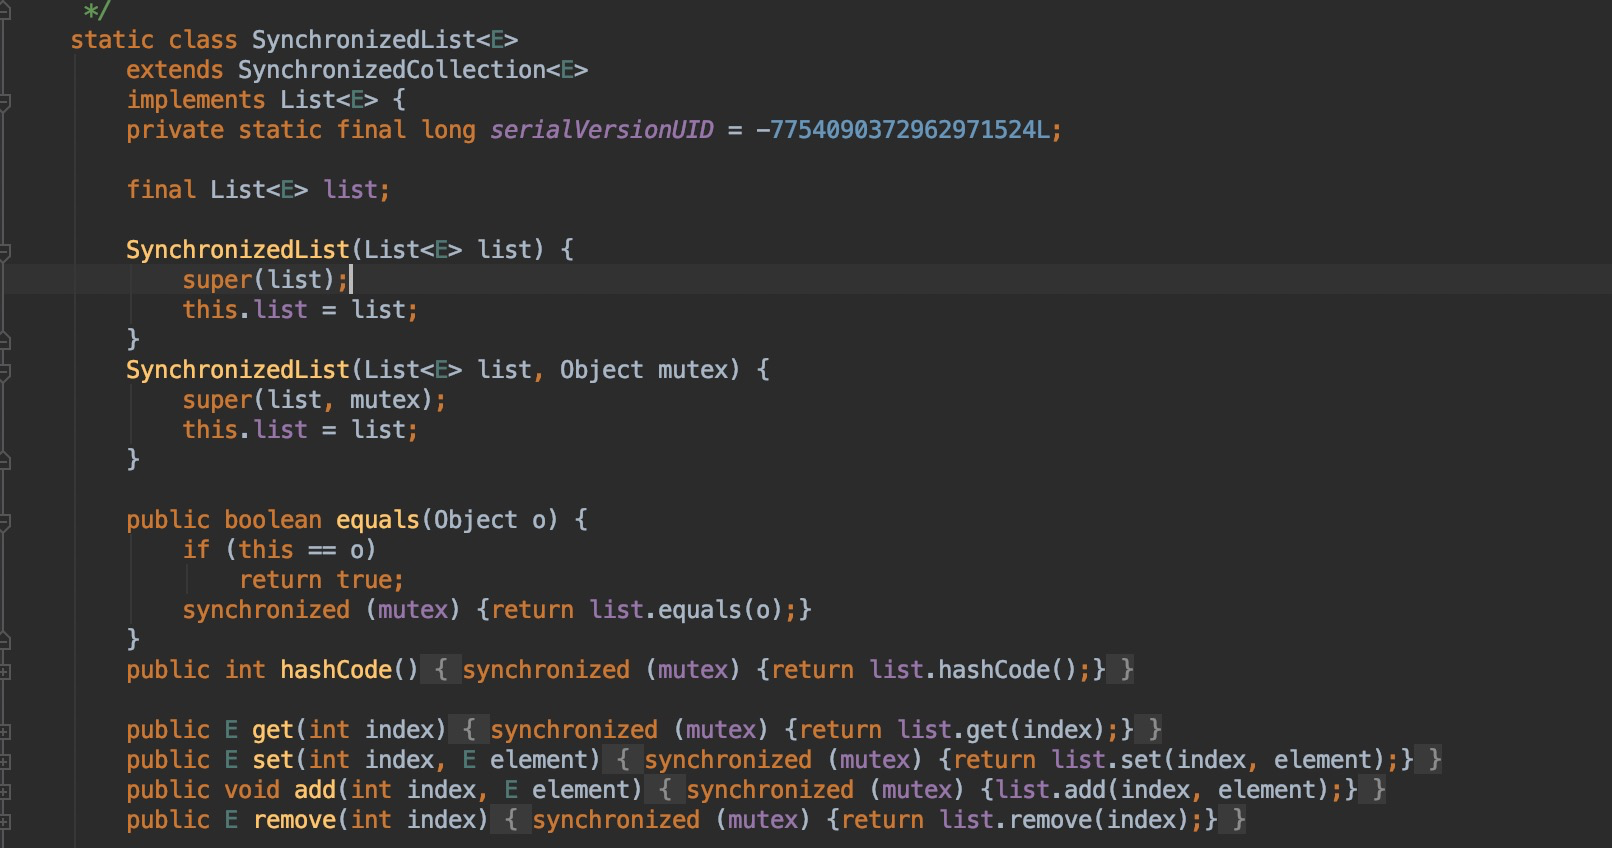 */
static class SynchronizedList<E>
extends SynchronizedCollection<E>
implements List<E> {
private static final long serialVersionUID = -7754090372962971524L;
final List<E> list;
SynchronizedList(List<E> list) {
super(list);
this.list = list;
}
SynchronizedList(List<E> list, Object mutex) {
super(list, mutex);
this.list = list;
}
public boolean equals(Object o) {
if (this == o)
return true;
synchronized (mutex) {return list.equals(o);}
}
public int hashCode() { synchronized (mutex) {return list.hashCode();} }
public E get(int index) { synchronized (mutex) {return list.get(index);} }
public E set(int index, E element) { synchronized (mutex) {return list.set(index, element);} }
public void add(int index, E element) { synchronized (mutex) {list.add(index, element);} }
public E remove(int index) { synchronized (mutex) {return list.remove(index);} }